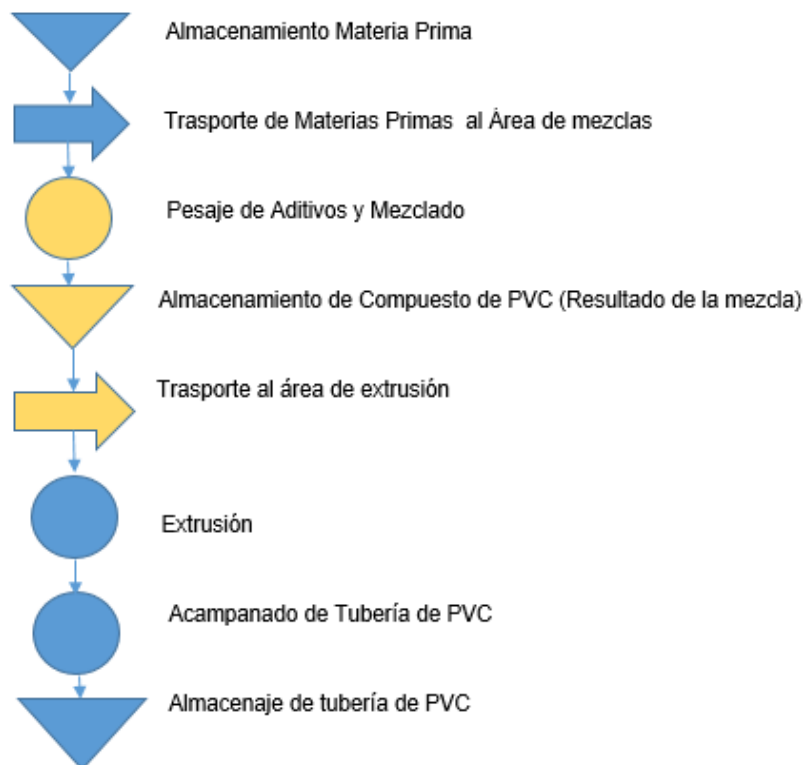 Almacenamiento Materia Prima
Trasporte de Materias Primas al Área de mezclas
Pesaje de Aditivos y Mezclado
Almacenamiento de Compuesto de PVC (Resultado de la mezcla)
Trasporte al área de extrusión
Extrusión
Acampanado de Tubería de PVC
Almacenaje de tubería de PVC